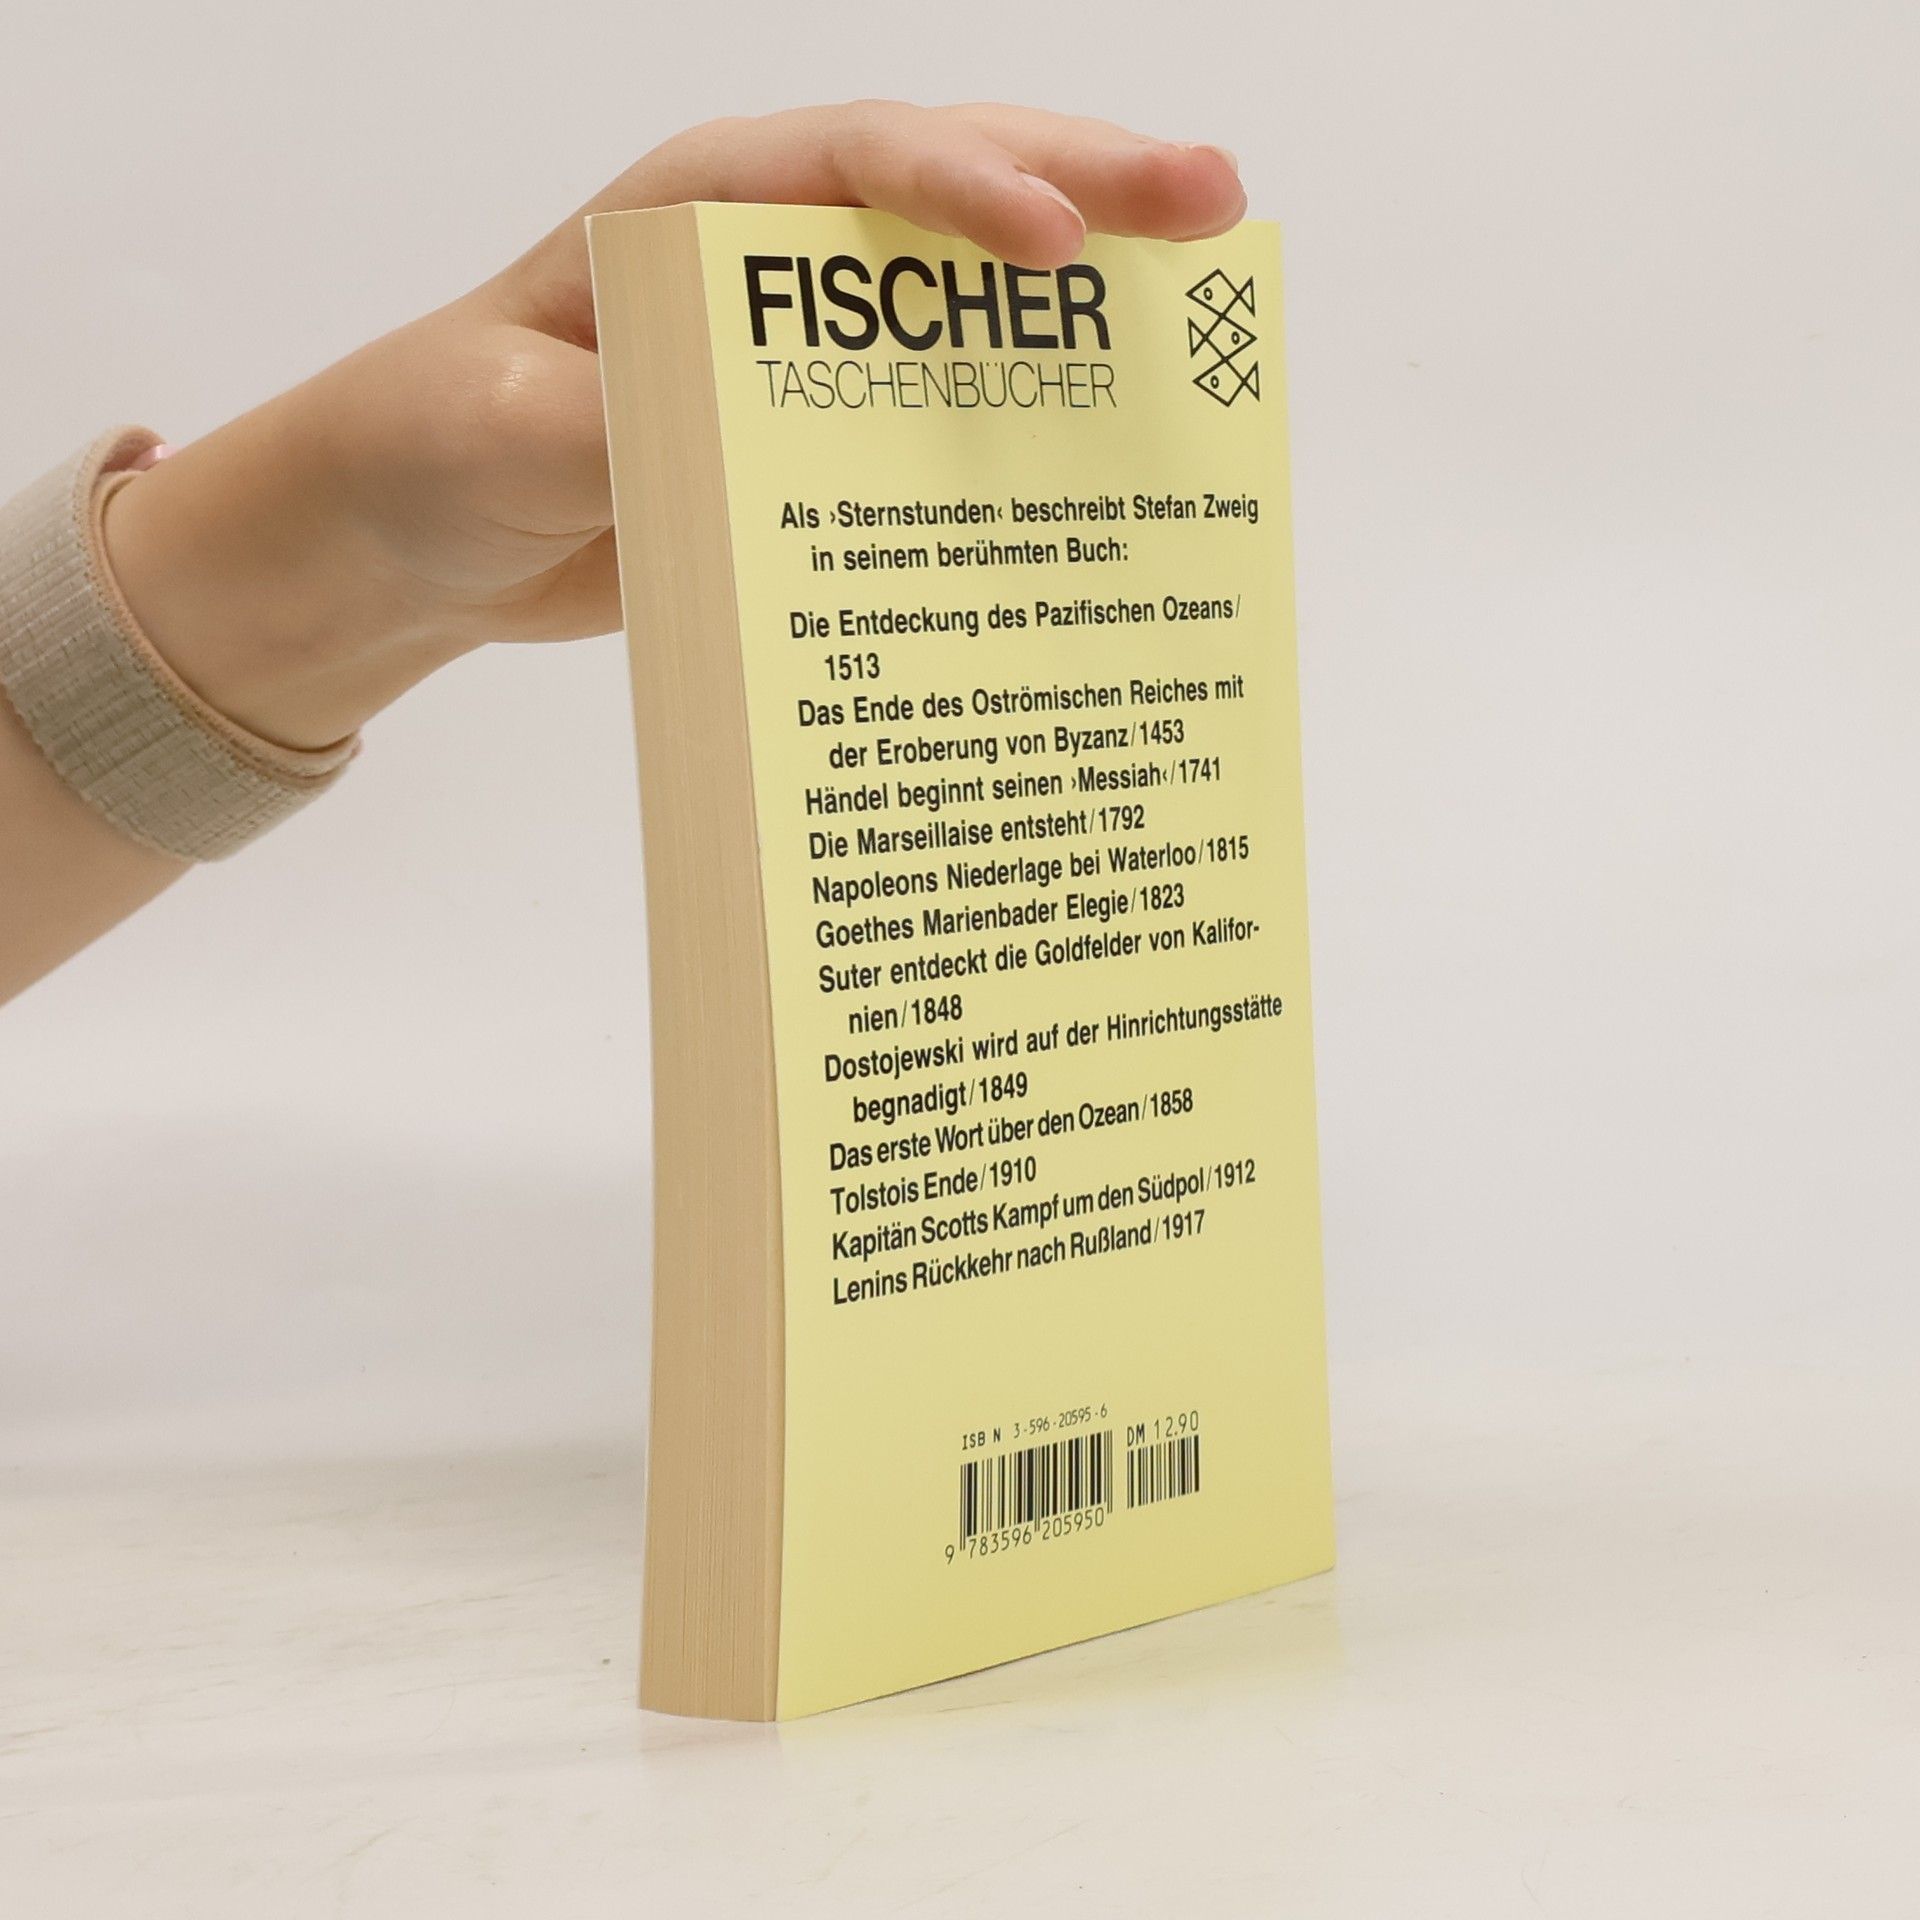 FISCHER
TASCHENBÜCHER
Als ›Sternstunden‹ beschreibt Stefan Zweig
in seinem berühmten Buch:
Die Entdeckung des Pazifischen Ozeans/
1513
Das Ende des Oströmischen Reiches mit
der Eroberung von Byzanz/1453
Händel beginnt seinen ›Messiah‹/1741
Die Marseillaise entsteht/1792
Napoleons Niederlage bei Waterloo/1815
Goethes Marienbader Elegie/1823
Suter entdeckt die Goldfelder von Kalifor-
nien/1848
Dostojewski wird auf der Hinrichtungsstätte
begnadigt/1849
Das erste Wort über den Ozean/1858
Tolstois Ende/1910
Kapitän Scotts Kampf um den Südpol/1912
Lenins Rückkehr nach Rußland/1917
ISBN 3-596-20595-6
DM 12.90
9 783596 205950